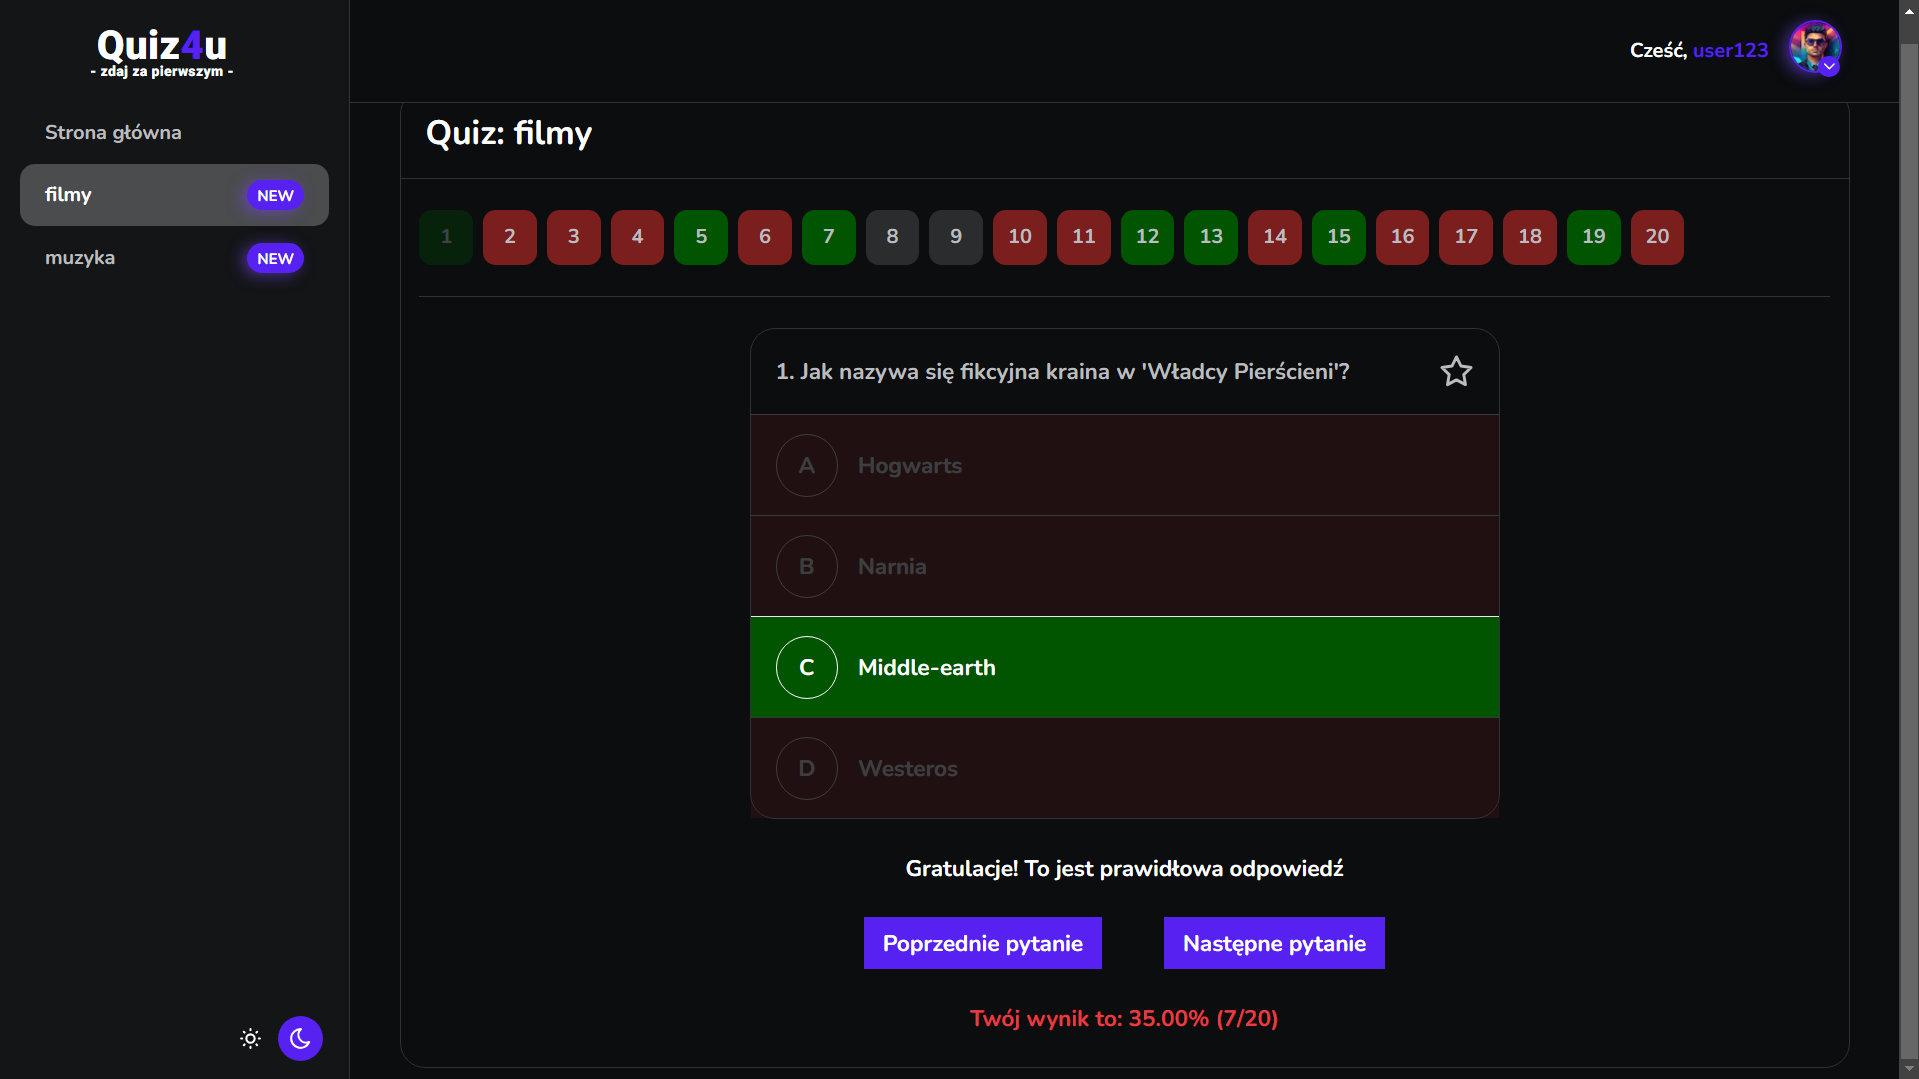 Quiz4u
- zdaj za pierwszym -
Cześć, user123
Strona główna
filmy NEW
muzyka NEW
Quiz: filmy
1 2 3 4 5 6 7 8 9 10 11 12 13 14 15 16 17 18 19 20
1. Jak nazywa się fikcyjna kraina w 'Władcy Pierścieni'?
A Hogwarts
B Narnia
C Middle-earth
D Westeros
Gratulacje! To jest prawidłowa odpowiedź
Poprzednie pytanie Następne pytanie
Twój wynik to: 35.00% (7/20)